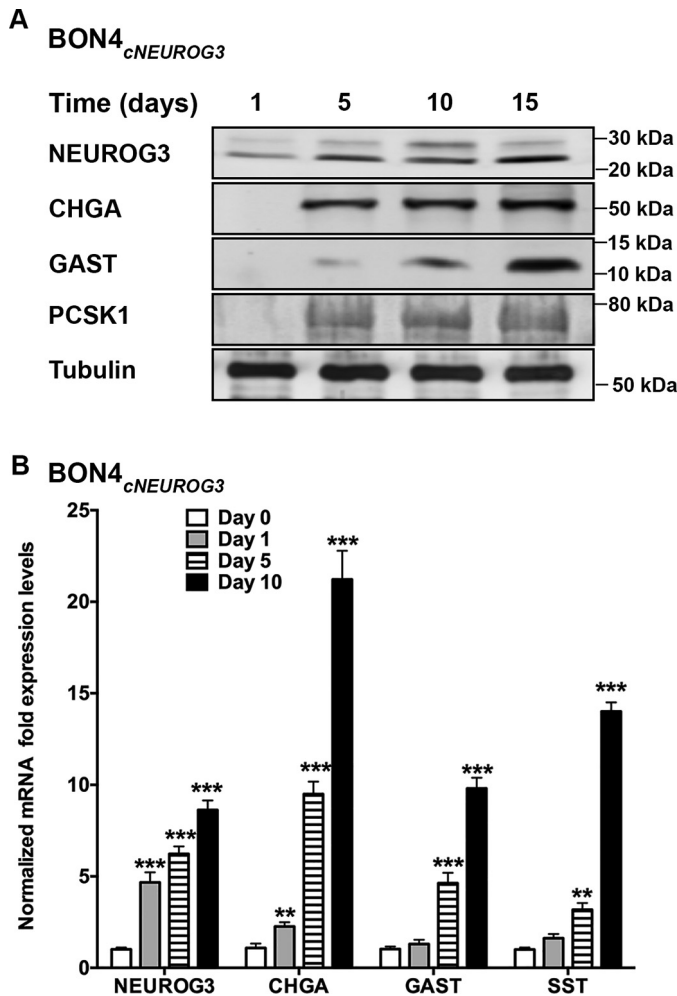 A
BON4cNEUROG3
Time (days) 1 5 10 15
NEUROG3
30 kDa
20 kDa
CHGA
50 kDa
GAST
15 kDa
10 kDa
PCSK1
80 kDa
Tubulin
50 kDa
B
BON4cNEUROG3
Normalized mRNA fold expression levels
25
20
15
10
5
0
Day 0
Day 1
Day 5
Day 10
*** *** ***
** *** ***
*** ***
** ***
NEUROG3 CHGA GAST SST